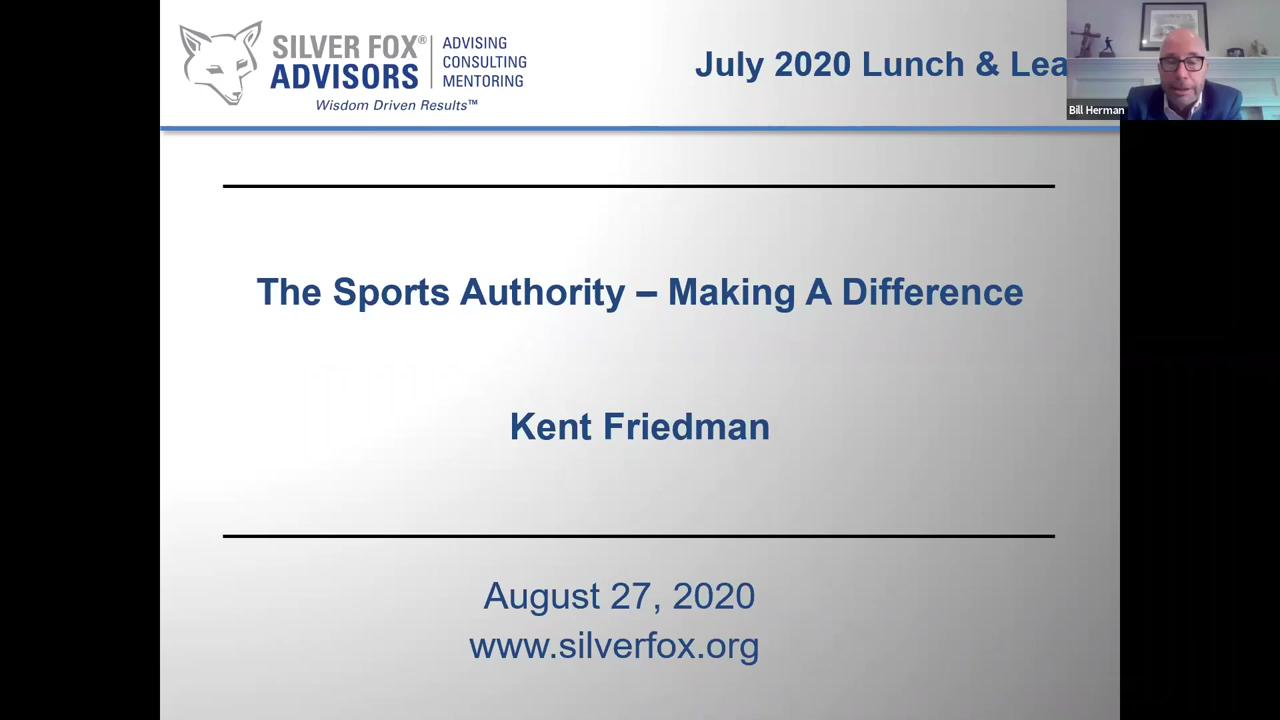 SILVER FOX®
ADVISORS
ADVISING
CONSULTING
MENTORING
Wisdom Driven Results™
July 2020 Lunch & Lea
Bill Herman
The Sports Authority – Making A Difference
Kent Friedman
August 27, 2020
www.silverfox.org